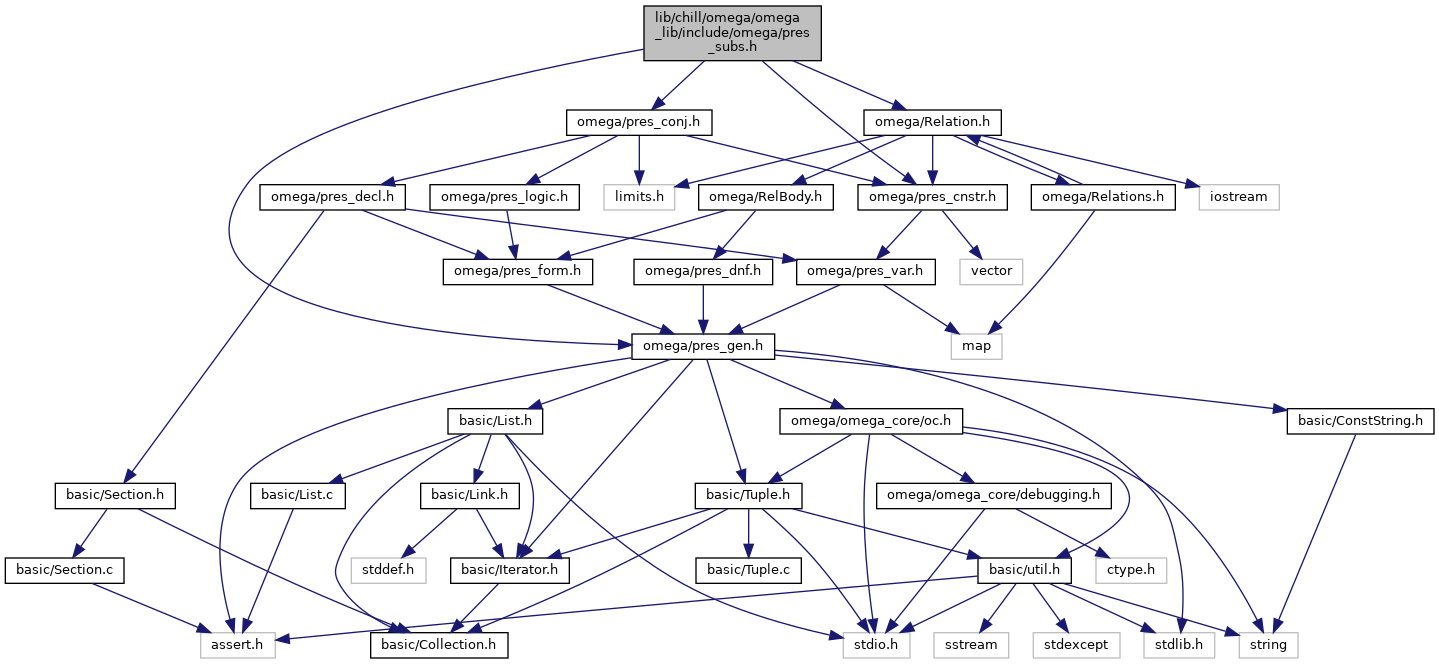 lib/chill/omega/omega
_lib/include/omega/pres
_subs.h
omega/pres_conj.h
omega/Relation.h
omega/pres_decl.h
omega/pres_logic.h
limits.h
omega/RelBody.h
omega/pres_cnstr.h
omega/Relations.h
iostream
omega/pres_form.h
omega/pres_dnf.h
omega/pres_var.h
vector
omega/pres_gen.h
map
basic/List.h
omega/omega_core/oc.h
basic/ConstString.h
basic/Section.h
basic/List.c
basic/Link.h
basic/Tuple.h
omega/omega_core/debugging.h
basic/Section.c
stddef.h
basic/Iterator.h
basic/Tuple.c
basic/util.h
ctype.h
assert.h
basic/Collection.h
stdio.h
sstream
stdexcept
stdlib.h
string